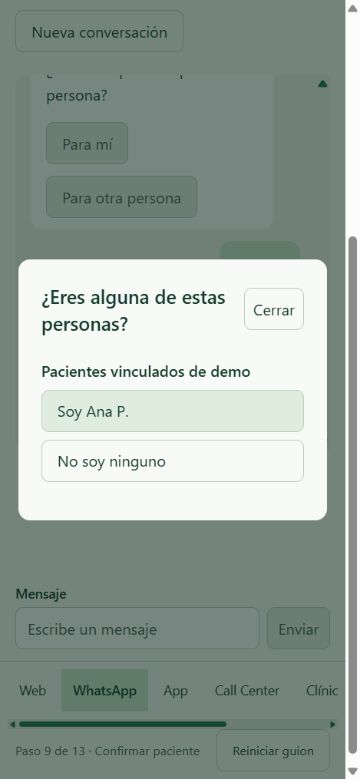 Nueva conversación
persona?
Para mí
Para otra persona
¿Eres alguna de estas
personas?
Cerrar
Pacientes vinculados de demo
Soy Ana P.
No soy ninguno
Mensaje
Escribe un mensaje
Enviar
Web WhatsApp App Call Center Clínic
Paso 9 de 13 · Confirmar paciente
Reiniciar guion